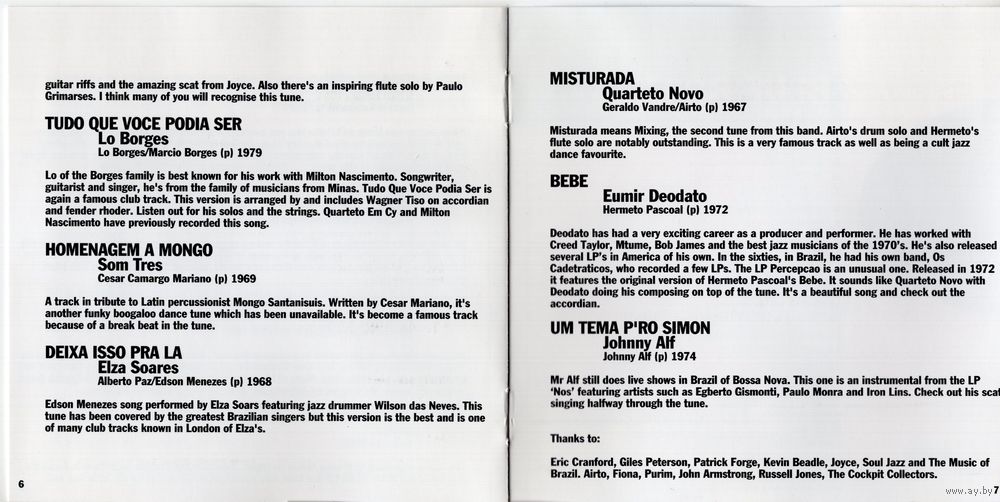 guitar riffs and the amazing scat from Joyce. Also there's an inspiring flute solo by Paulo
Grimarses. I think many of you will recognise this tune.
TUDO QUE VOCE PODIA SER
Lo Borges
Lo Borges/Marcio Borges (p) 1979
Lo of the Borges family is best known for his work with Milton Nascimento. Songwriter,
guitarist and singer, he's from the family of musicians from Minas. Tudo Que Voce Podia Ser is
again a famous club track. This version is arranged by and includes Wagner Tiso on accordian
and fender rhoder. Listen out for his solos and the strings. Quarteto Em Cy and Milton
Nascimento have previously recorded this song.
HOMENAGEM A MONGO
Som Tres
Cesar Camargo Mariano (p) 1969
A track in tribute to Latin percussionist Mongo Santanisuis. Written by Cesar Mariano, it's
another funky boogaloo dance tune which has been unavailable. It's become a famous track
because of a break beat in the tune.
DEIXA ISSO PRA LA
Elza Soares
Alberto Paz/Edson Menezes (p) 1968
Edson Menezes song performed by Elza Soars featuring jazz drummer Wilson das Neves. This
tune has been covered by the greatest Brazilian singers but this version is the best and is one
of many club tracks known in London of Elza's.
6
MISTURADA
Quarteto Novo
Geraldo Vandre/Airto (p) 1967
Misturada means Mixing, the second tune from this band. Airto's drum solo and Hermeto's
flute solo are notably outstanding. This is a very famous track as well as being a cult jazz
dance favourite.
BEBE
Eumir Deodato
Hermeto Pascoal (p) 1972
Deodato has had a very exciting career as a producer and performer. He has worked with
Creed Taylor, Mtume, Bob James and the best jazz musicians of the 1970's. He's also released
several LP's in America of his own. In the sixties, in Brazil, he had his own band, Os
Cadetraticos, who recorded a few LPs. The LP Percepcao is an unusual one. Released in 1972
it features the original version of Hermeto Pascoal's Bebe. It sounds like Quarteto Novo with
Deodato doing his composing on top of the tune. It's a beautiful song and check out the
accordian.
UM TEMA P'RO SIMON
Johnny Alf
Johnny Alf (p) 1974
Mr Alf still does live shows in Brazil of Bossa Nova. This one is an instrumental from the LP
'Nos' featuring artists such as Egberto Gismonti, Paulo Monra and Iron Lins. Check out his scat
singing halfway through the tune.
Thanks to:
Eric Cranford, Giles Peterson, Patrick Forge, Kevin Beadle, Joyce, Soul Jazz and The Music of
Brazil. Airto, Fiona, Purim, John Armstrong, Russell Jones, The Cockpit Collectors.
www.ay.by
7